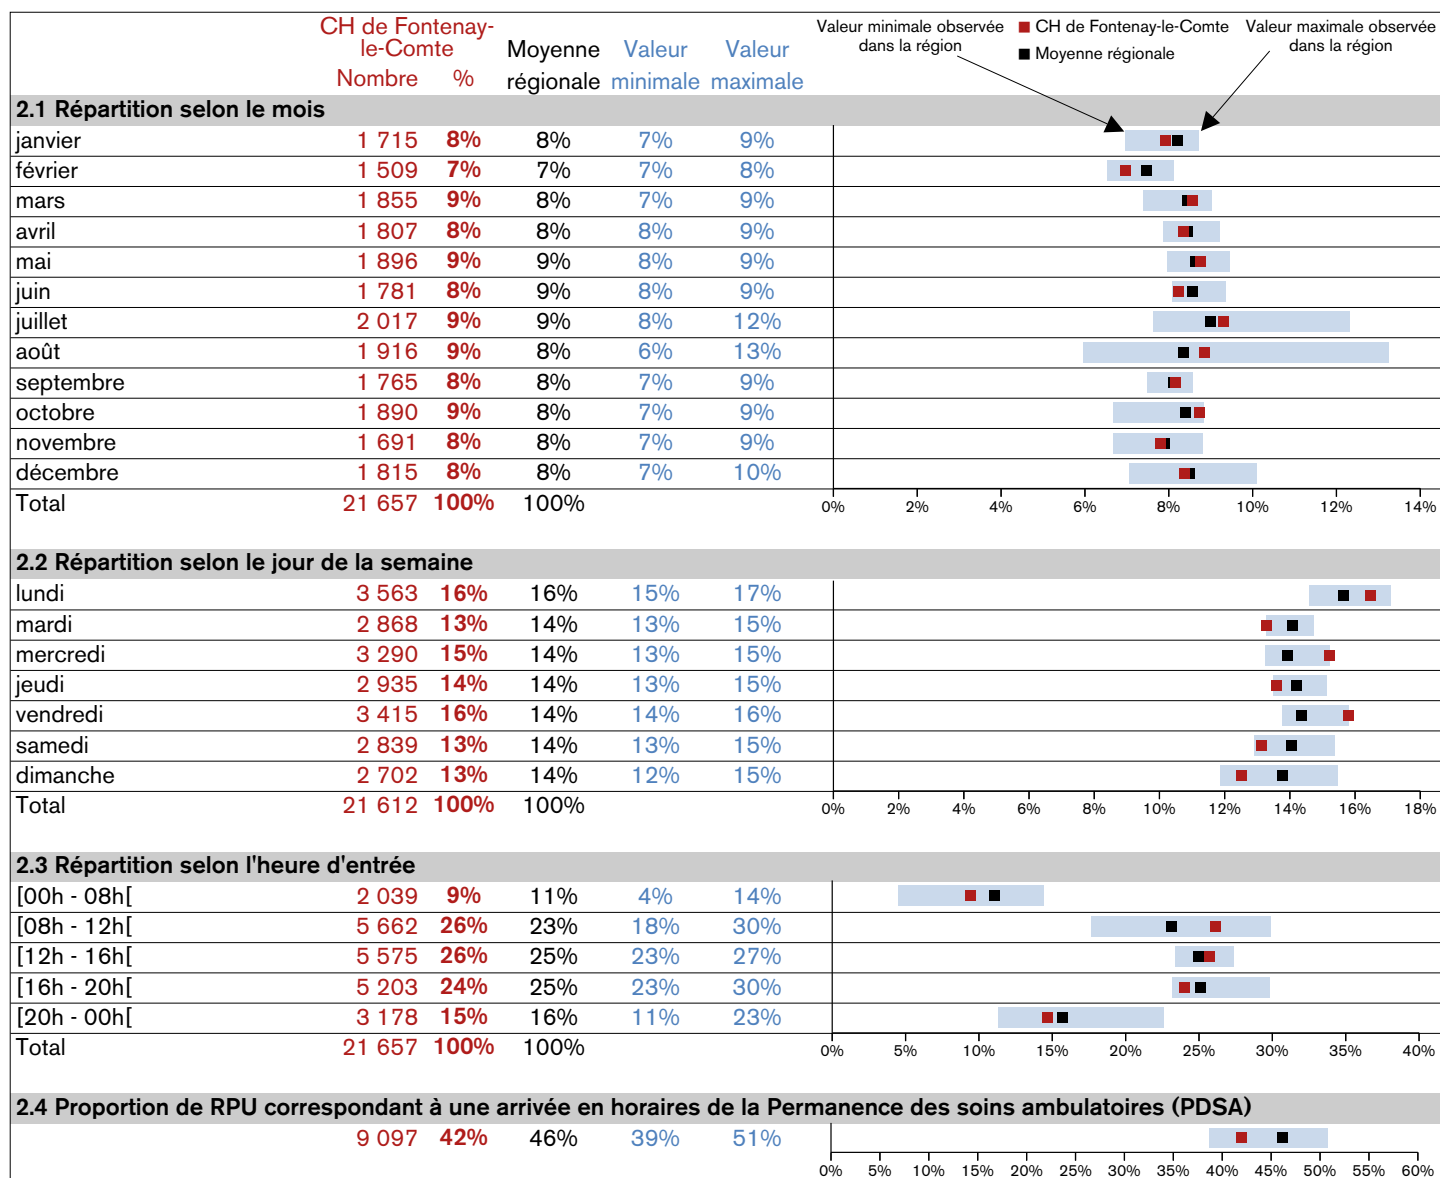 CH de Fontenay-le-Comte Moyenne régionale Valeur minimale Valeur maximale
Nombre %
Valeur minimale observée dans la région
CH de Fontenay-le-Comte
Moyenne régionale
Valeur maximale observée dans la région
2.1 Répartition selon le mois
janvier 1 715 8% 8% 7% 9%
février 1 509 7% 7% 7% 8%
mars 1 855 9% 8% 7% 9%
avril 1 807 8% 8% 8% 9%
mai 1 896 9% 9% 8% 9%
juin 1 781 8% 9% 8% 9%
juillet 2 017 9% 9% 8% 12%
août 1 916 9% 8% 6% 13%
septembre 1 765 8% 8% 7% 9%
octobre 1 890 9% 8% 7% 9%
novembre 1 691 8% 8% 7% 9%
décembre 1 815 8% 8% 7% 10%
Total 21 657 100% 100%
0% 2% 4% 6% 8% 10% 12% 14%
2.2 Répartition selon le jour de la semaine
lundi 3 563 16% 16% 15% 17%
mardi 2 868 13% 14% 13% 15%
mercredi 3 290 15% 14% 13% 15%
jeudi 2 935 14% 14% 13% 15%
vendredi 3 415 16% 14% 14% 16%
samedi 2 839 13% 14% 13% 15%
dimanche 2 702 13% 14% 12% 15%
Total 21 612 100% 100%
0% 2% 4% 6% 8% 10% 12% 14% 16% 18%
2.3 Répartition selon l'heure d'entrée
[00h - 08h[ 2 039 9% 11% 4% 14%
[08h - 12h[ 5 662 26% 23% 18% 30%
[12h - 16h[ 5 575 26% 25% 23% 27%
[16h - 20h[ 5 203 24% 25% 23% 30%
[20h - 00h[ 3 178 15% 16% 11% 23%
Total 21 657 100% 100%
0% 5% 10% 15% 20% 25% 30% 35% 40%
2.4 Proportion de RPU correspondant à une arrivée en horaires de la Permanence des soins ambulatoires (PDSA)
9 097 42% 46% 39% 51%
0% 5% 10% 15% 20% 25% 30% 35% 40% 45% 50% 55% 60%